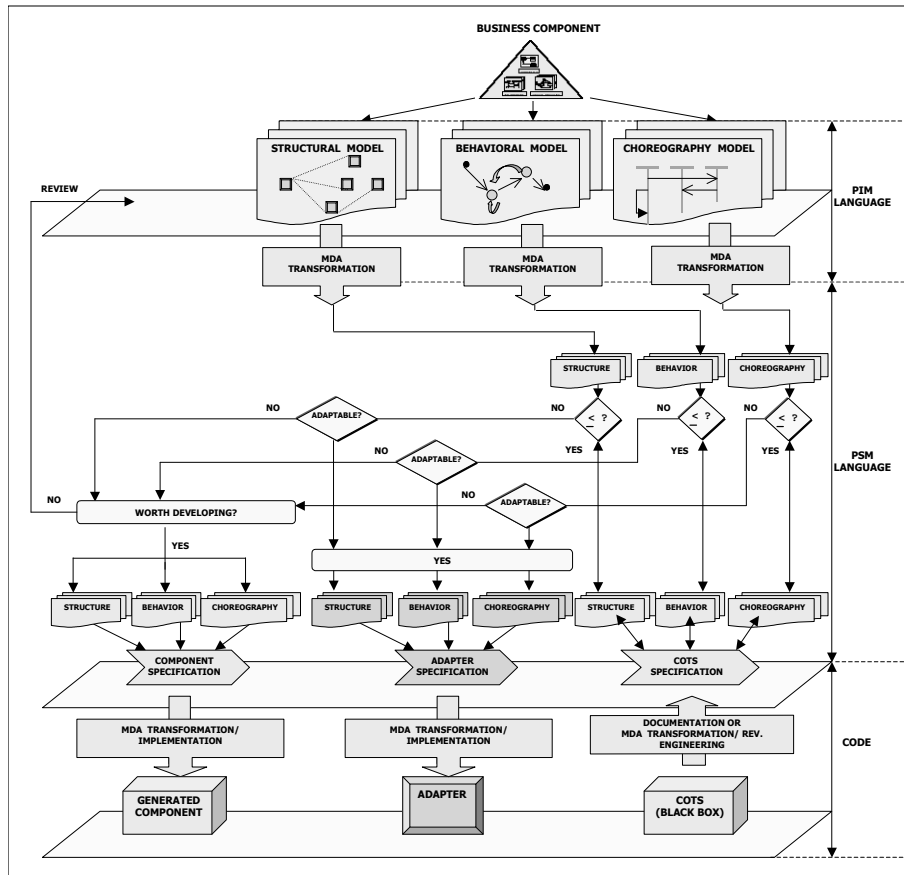 BUSINESS COMPONENT
STRUCTURAL MODEL
BEHAVIORAL MODEL
CHOREOGRAPHY MODEL
REVIEW
PIM
LANGUAGE
MDA
TRANSFORMATION
MDA
TRANSFORMATION
MDA
TRANSFORMATION
STRUCTURE
BEHAVIOR
CHOREOGRAPHY
NO
ADAPTABLE?
NO
< ?
NO
< ?
NO
< ?
YES
YES
YES
PSM
LANGUAGE
NO
ADAPTABLE?
NO
ADAPTABLE?
NO
WORTH DEVELOPING?
YES
YES
STRUCTURE
BEHAVIOR
CHOREOGRAPHY
STRUCTURE
BEHAVIOR
CHOREOGRAPHY
STRUCTURE
BEHAVIOR
CHOREOGRAPHY
COMPONENT
SPECIFICATION
ADAPTER
SPECIFICATION
COTS
SPECIFICATION
MDA TRANSFORMATION/
IMPLEMENTATION
MDA TRANSFORMATION/
IMPLEMENTATION
DOCUMENTATION OR
MDA TRANSFORMATION/ REV.
ENGINEERING
CODE
GENERATED
COMPONENT
ADAPTER
COTS
(BLACK BOX)